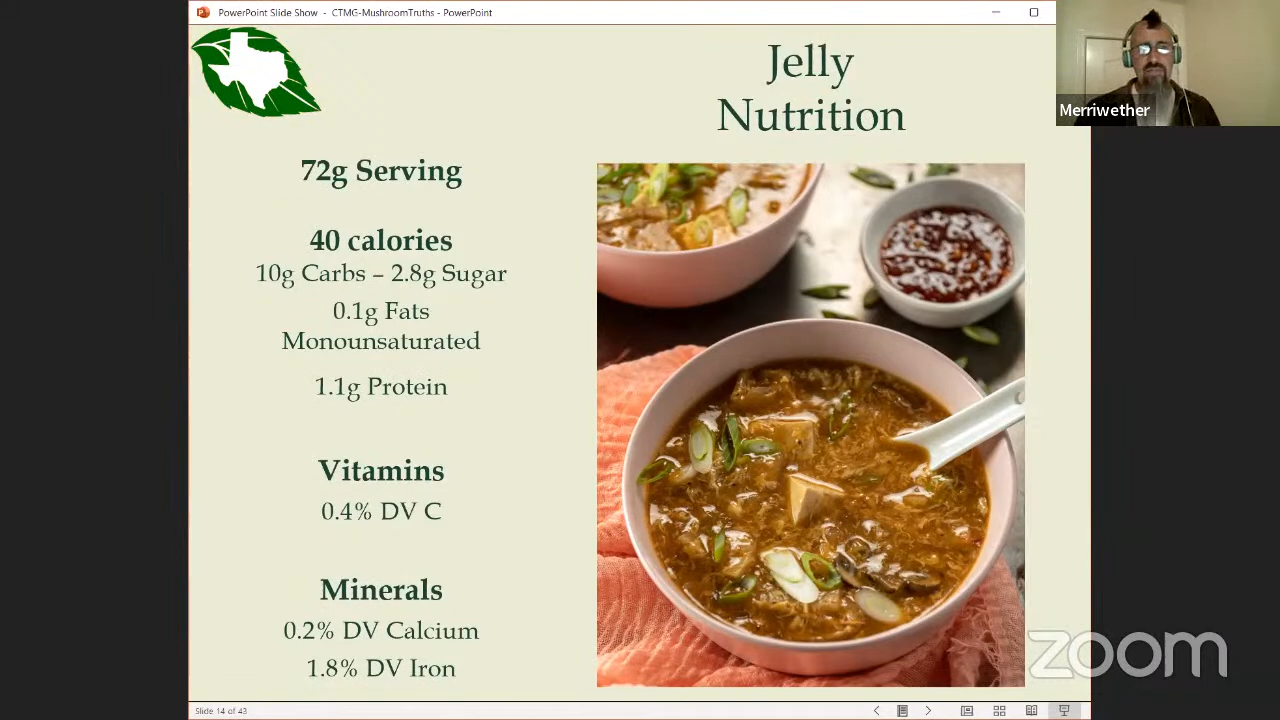 PowerPoint Slide Show - CTMG-MushroomTruths - PowerPoint
Jelly
Nutrition
Merriwether
72g Serving
40 calories
10g Carbs – 2.8g Sugar
0.1g Fats
Monounsaturated
1.1g Protein
Vitamins
0.4% DV C
Minerals
0.2% DV Calcium
1.8% DV Iron
zoom
Slide 14 of 43